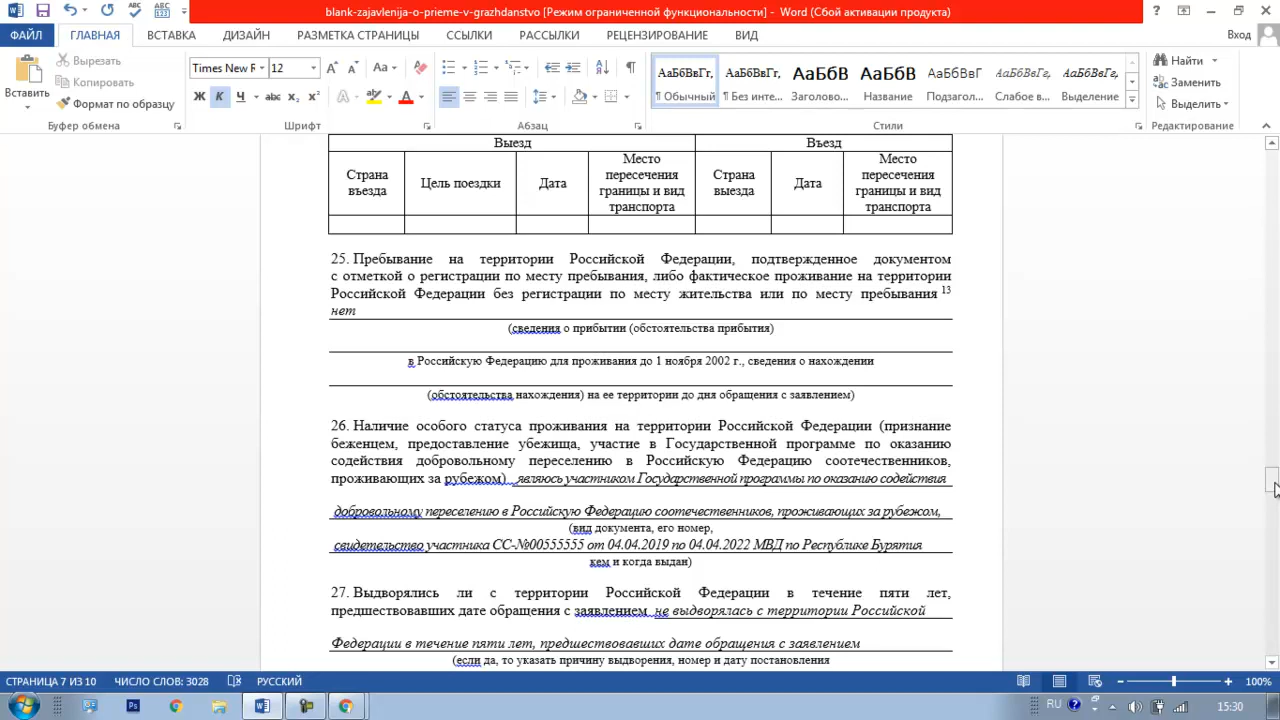 blank-zajavlenija-o-prieme-v-grazhdanstvo [Режим ограниченной функциональности] - Word (Сбой активации продукта)
ФАЙЛ ГЛАВНАЯ ВСТАВКА ДИЗАЙН РАЗМЕТКА СТРАНИЦЫ ССЫЛКИ РАССЫЛКИ РЕЦЕНЗИРОВАНИЕ ВИД Вход
Вставить
Вырезать
Копировать
Формат по образцу
Буфер обмена
Times New R 12
Ж К Ч abc x₂ x²
Шрифт
Абзац
АаБбВвГг, АаБбВвГг, АаБбВ АаБбВ АаБбВвГ АаБбВвГг, АаБбВвГг,
¶ Обычный ¶ Без инте... Заголово... Название Подзагол... Слабое в... Выделение
Стили
Найти
Заменить
Выделить
Редактирование
Выезд Въезд
Страна въезда Цель поездки Дата Место пересечения границы и вид транспорта Страна выезда Дата Место пересечения границы и вид транспорта
25. Пребывание на территории Российской Федерации, подтвержденное документом
с отметкой о регистрации по месту пребывания, либо фактическое проживание на территории
Российской Федерации без регистрации по месту жительства или по месту пребывания 13
нет
(сведения о прибытии (обстоятельства прибытия)
в Российскую Федерацию для проживания до 1 ноября 2002 г., сведения о нахождении
(обстоятельства нахождения) на ее территории до дня обращения с заявлением)
26. Наличие особого статуса проживания на территории Российской Федерации (признание
беженцем, предоставление убежища, участие в Государственной программе по оказанию
содействия добровольному переселению в Российскую Федерацию соотечественников,
проживающих за рубежом) являюсь участником Государственной программы по оказанию содействия
добровольному переселению в Российскую Федерацию соотечественников, проживающих за рубежом,
(вид документа, его номер,
свидетельство участника СС-№00555555 от 04.04.2019 по 04.04.2022 МВД по Республике Бурятия
кем и когда выдан)
27. Выдворялись ли с территории Российской Федерации в течение пяти лет,
предшествовавших дате обращения с заявлением не выдворялась с территории Российской
Федерации в течение пяти лет, предшествовавших дате обращения с заявлением
(если да, то указать причину выдворения, номер и дату постановления
СТРАНИЦА 7 ИЗ 10 ЧИСЛО СЛОВ: 3028 РУССКИЙ 100%
RU 15:30